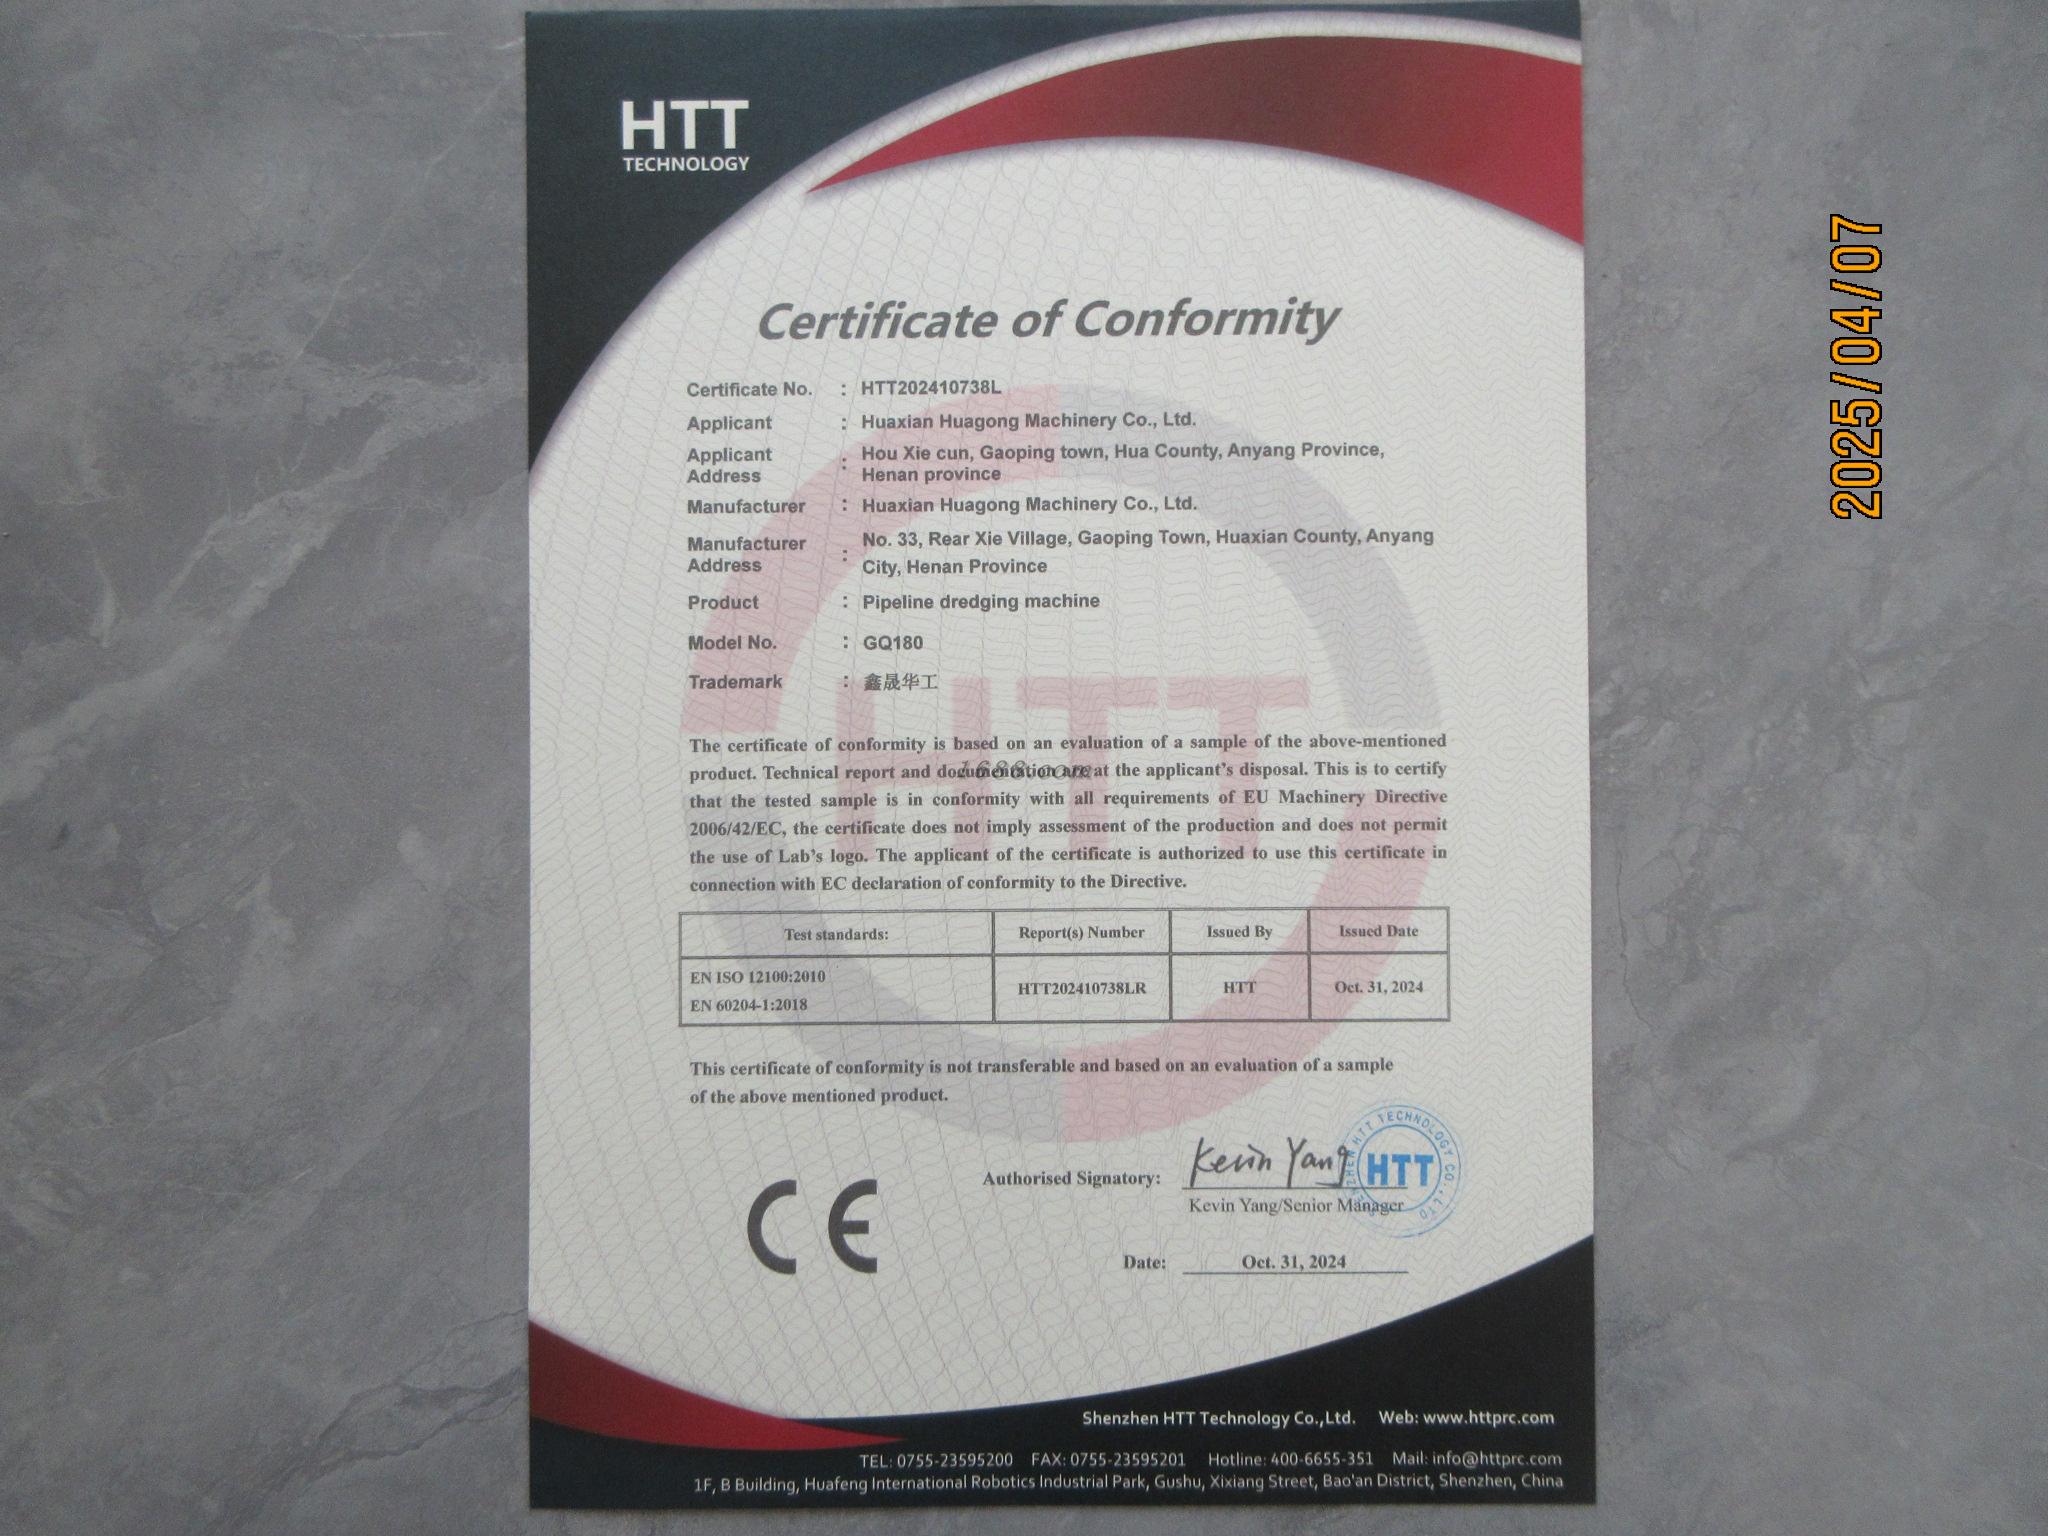 HTT
TECHNOLOGY
Certificate of Conformity
Certificate No. : HTT202410738L
Applicant : Huaxian Huagong Machinery Co., Ltd.
Applicant Address : Hou Xie cun, Gaoping town, Hua County, Anyang Province,
Henan province
Manufacturer : Huaxian Huagong Machinery Co., Ltd.
Manufacturer Address : No. 33, Rear Xie Village, Gaoping Town, Huaxian County, Anyang
City, Henan Province
Product : Pipeline dredging machine
Model No. : GQ180
Trademark : 鑫晟华工
HTT
The certificate of conformity is based on an evaluation of a sample of the above-mentioned
product. Technical report and documentation are at the applicant's disposal. This is to certify
1688.com
that the tested sample is in conformity with all requirements of EU Machinery Directive
2006/42/EC, the certificate does not imply assessment of the production and does not permit
the use of Lab's logo. The applicant of the certificate is authorized to use this certificate in
connection with EC declaration of conformity to the Directive.
Test standards: Report(s) Number Issued By Issued Date
EN ISO 12100:2010
EN 60204-1:2018
HTT202410738LR HTT Oct. 31, 2024
This certificate of conformity is not transferable and based on an evaluation of a sample
of the above mentioned product.
CE
Authorised Signatory: Kevin Yang
Kevin Yang/Senior Manager
SHENZHEN HTT TECHNOLOGY CO.,LTD
HTT
Date: Oct. 31, 2024
Shenzhen HTT Technology Co.,Ltd. Web: www.httprc.com
TEL: 0755-23595200 FAX: 0755-23595201 Hotline: 400-6655-351 Mail: info@httprc.com
1F, B Building, Huafeng International Robotics Industrial Park, Gushu, Xixiang Street, Bao'an District, Shenzhen, China
2025/04/07